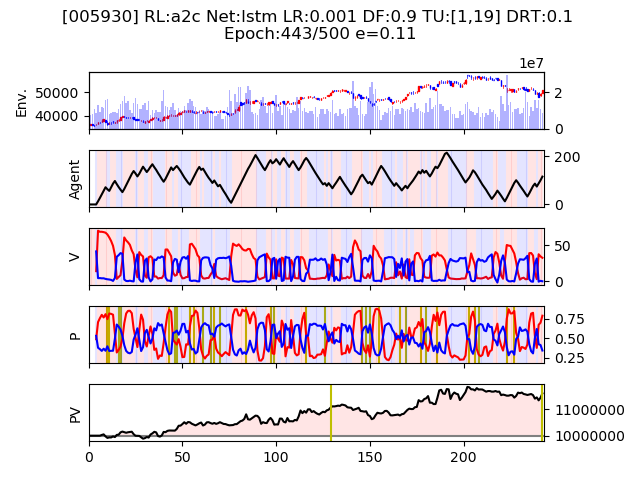 [005930] RL:a2c Net:lstm LR:0.001 DF:0.9 TU:[1,19] DRT:0.1
Epoch:443/500 e=0.11
1e7
Env.
50000
40000
2
0
Agent
200
0
V
50
0
P
0.75
0.50
0.25
PV
11000000
10000000
0 50 100 150 200